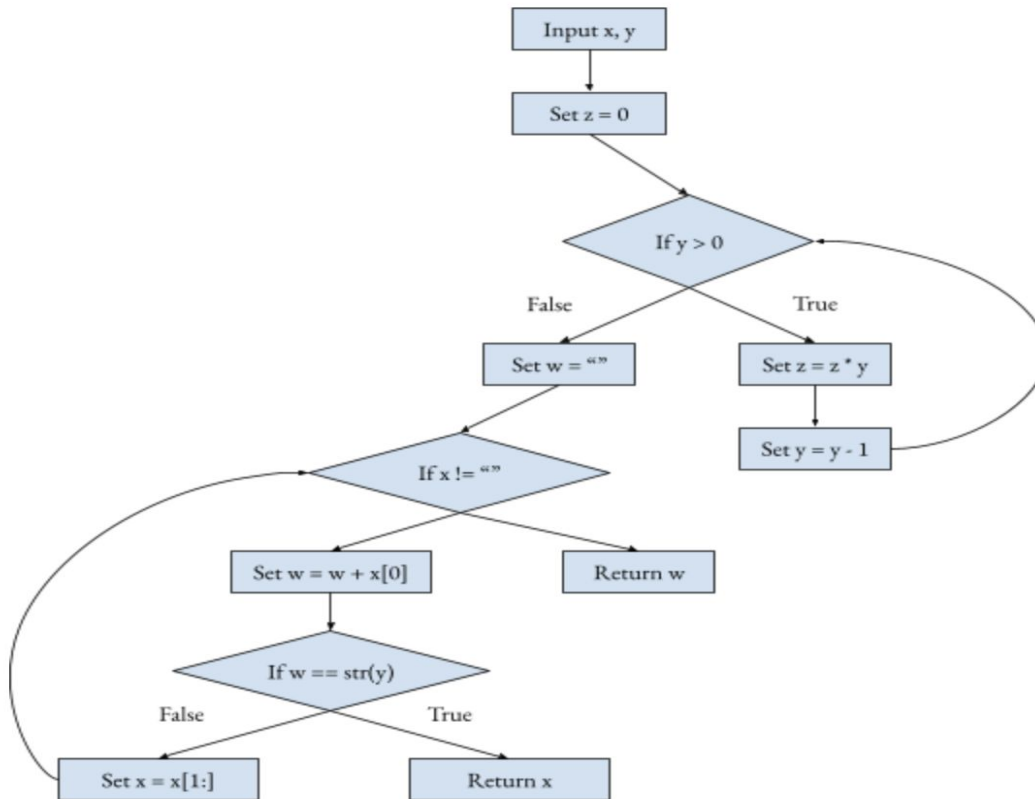 Input x, y
Set z = 0
If y > 0
False
True
Set w = “”
Set z = z * y
Set y = y - 1
If x != “”
Set w = w + x[0]
Return w
If w == str(y)
False
True
Set x = x[1:]
Return x